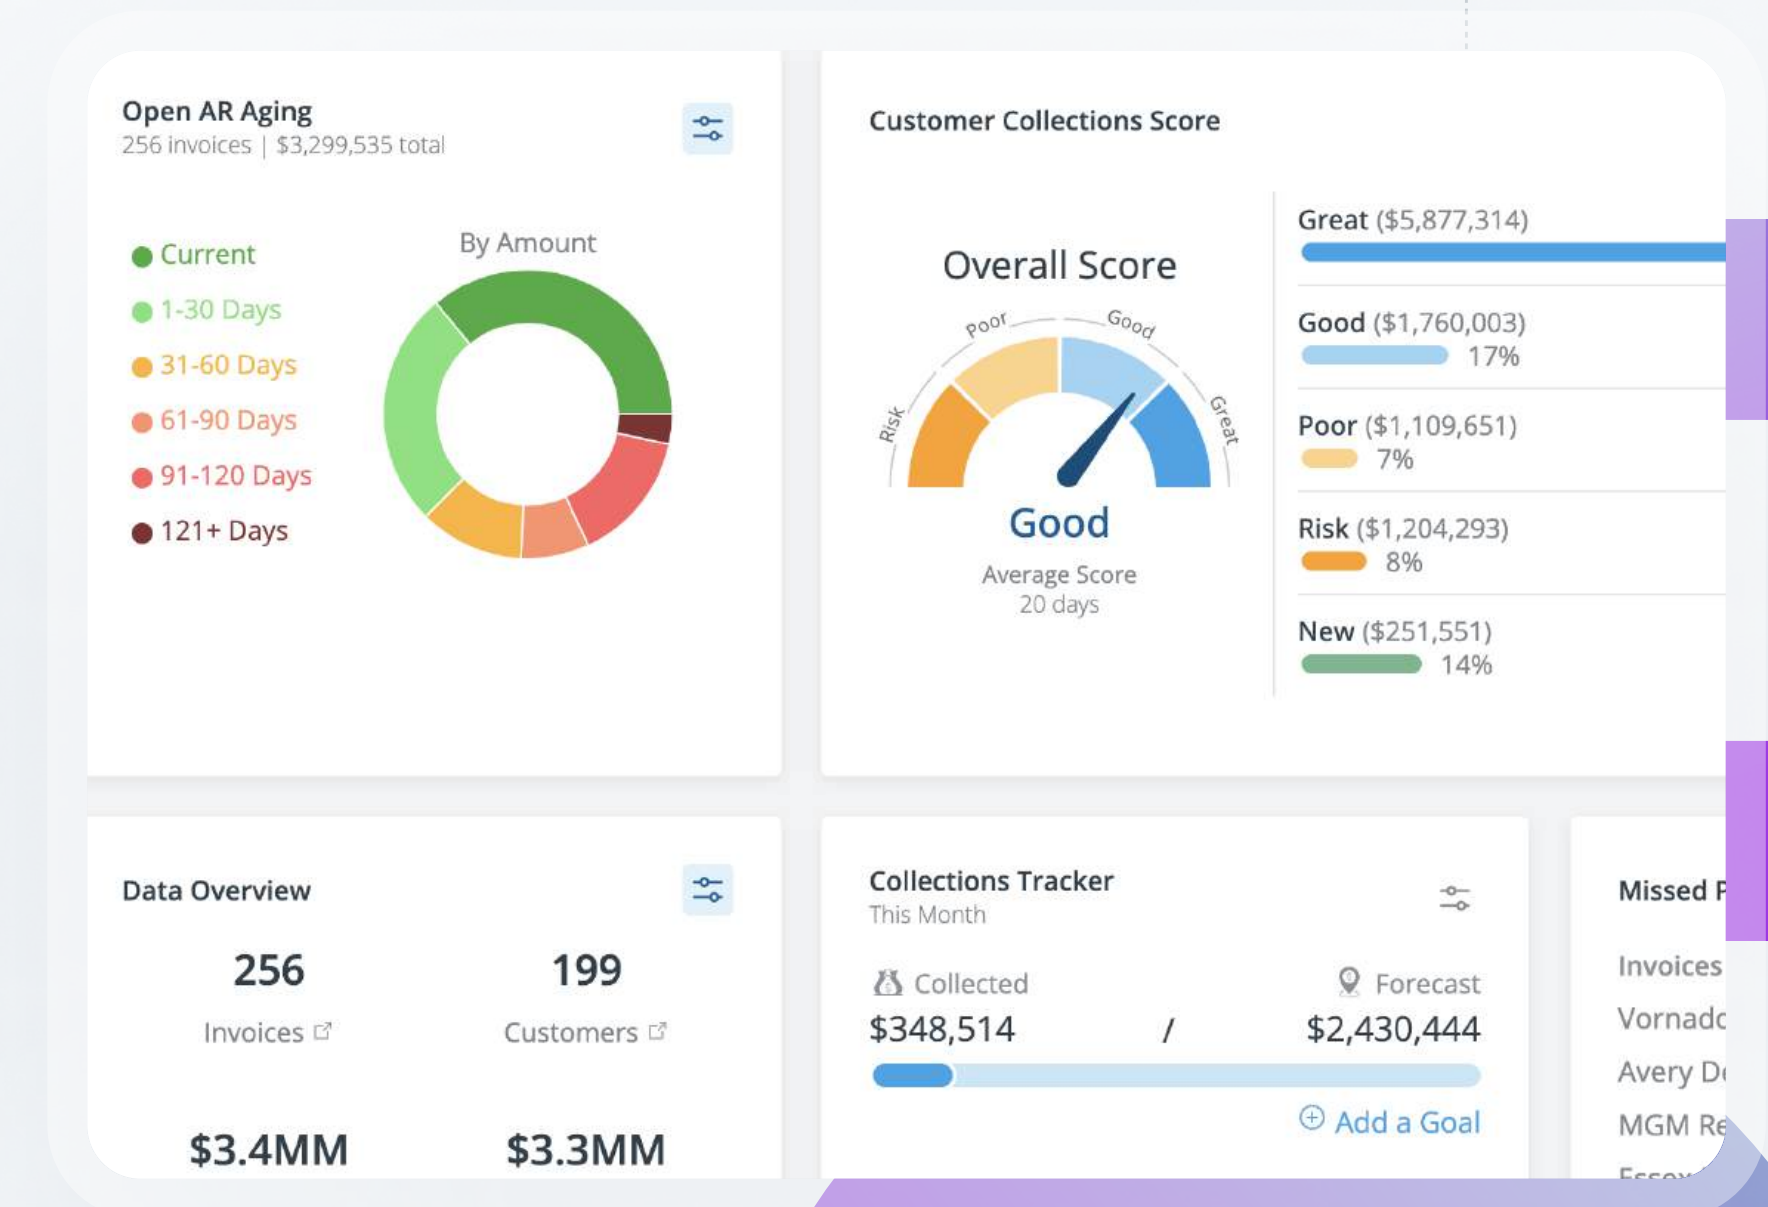 Open AR Aging
256 invoices | $3,299,535 total
Current
1-30 Days
31-60 Days
61-90 Days
91-120 Days
121+ Days
By Amount
Customer Collections Score
Overall Score
Risk
Poor
Good
Great
Good
Average Score
20 days
Great ($5,877,314)
Good ($1,760,003)
17%
Poor ($1,109,651)
7%
Risk ($1,204,293)
8%
New ($251,551)
14%
Data Overview
256
Invoices
199
Customers
$3.4MM
$3.3MM
Collections Tracker
This Month
Collected
$348,514
/
Forecast
$2,430,444
Add a Goal
Missed
Invoices
Avery
MGM